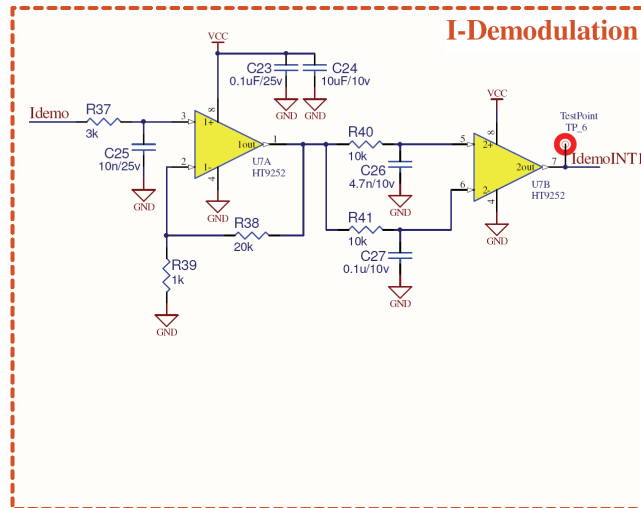 I-Demodulation
VCC
C23
0.1uF/25v
C24
10uF/10v
GND
GND
Idemo
R37
3k
C25
10n/25v
GND
3
1+
8
1out
1
2
1-
4
U7A
HT9252
GND
R38
20k
R39
1k
GND
R40
10k
C26
4.7n/10v
GND
R41
10k
C27
0.1u/10v
GND
VCC
5
2+
8
2out
7
6
2-
4
U7B
HT9252
GND
TestPoint
TP_6
IdemoINT1